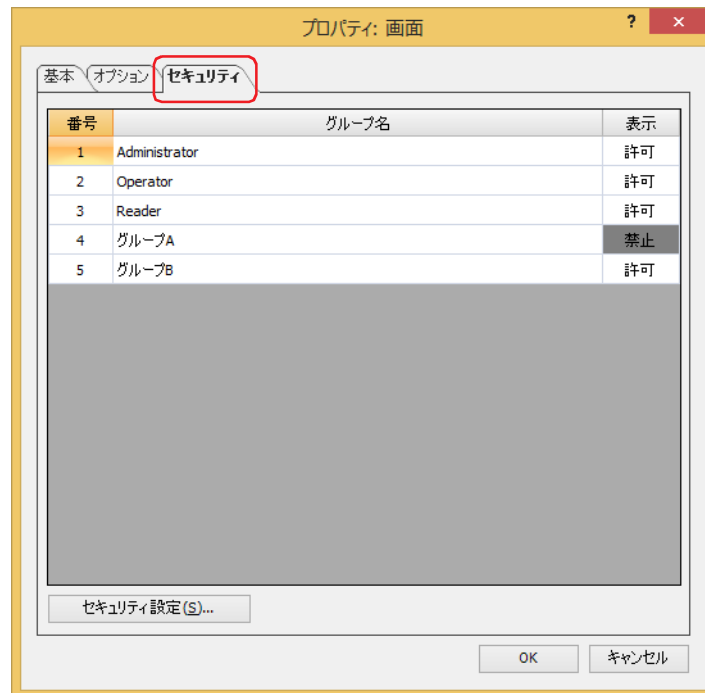 プロパティ: 画面
? ×
基本 オプション セキュリティ
番号 グループ名 表示
1 Administrator 許可
2 Operator 許可
3 Reader 許可
4 グループA 禁止
5 グループB 許可
セキュリティ設定(S)...
OK キャンセル